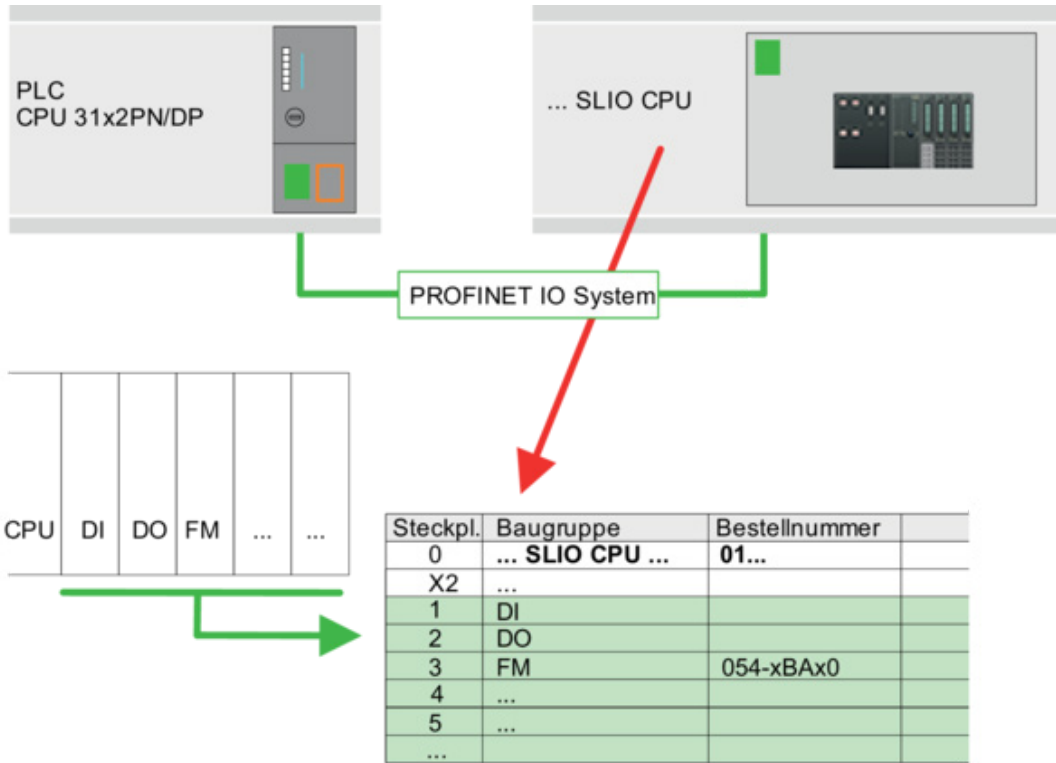 PLC
CPU 31x2PN/DP
... SLIO CPU
PROFINET IO System
CPU DI DO FM ... ...
Steckpl. Baugruppe Bestellnummer
0 ... SLIO CPU ... 01...
X2 ...
1 DI
2 DO
3 FM 054-xBAx0
4 ...
5 ...
...